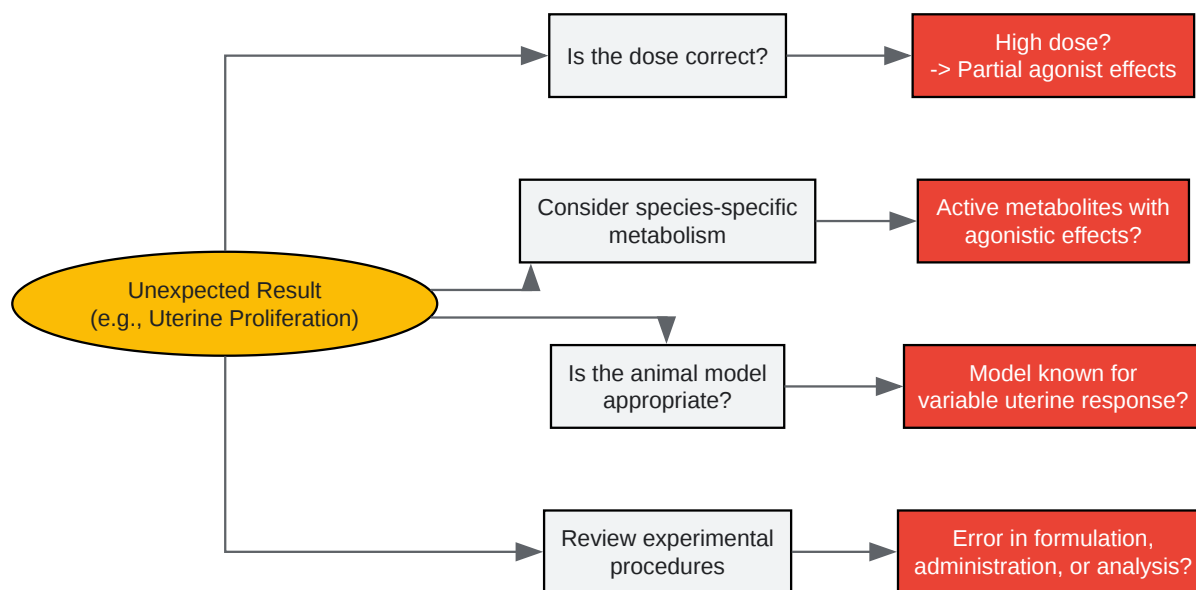 Is the dose correct?
High dose?
-> Partial agonist effects
Consider species-specific
metabolism
Active metabolites with
agonistic effects?
Unexpected Result
(e.g., Uterine Proliferation)
Is the animal model
appropriate?
Model known for
variable uterine response?
Review experimental
procedures
Error in formulation,
administration, or analysis?